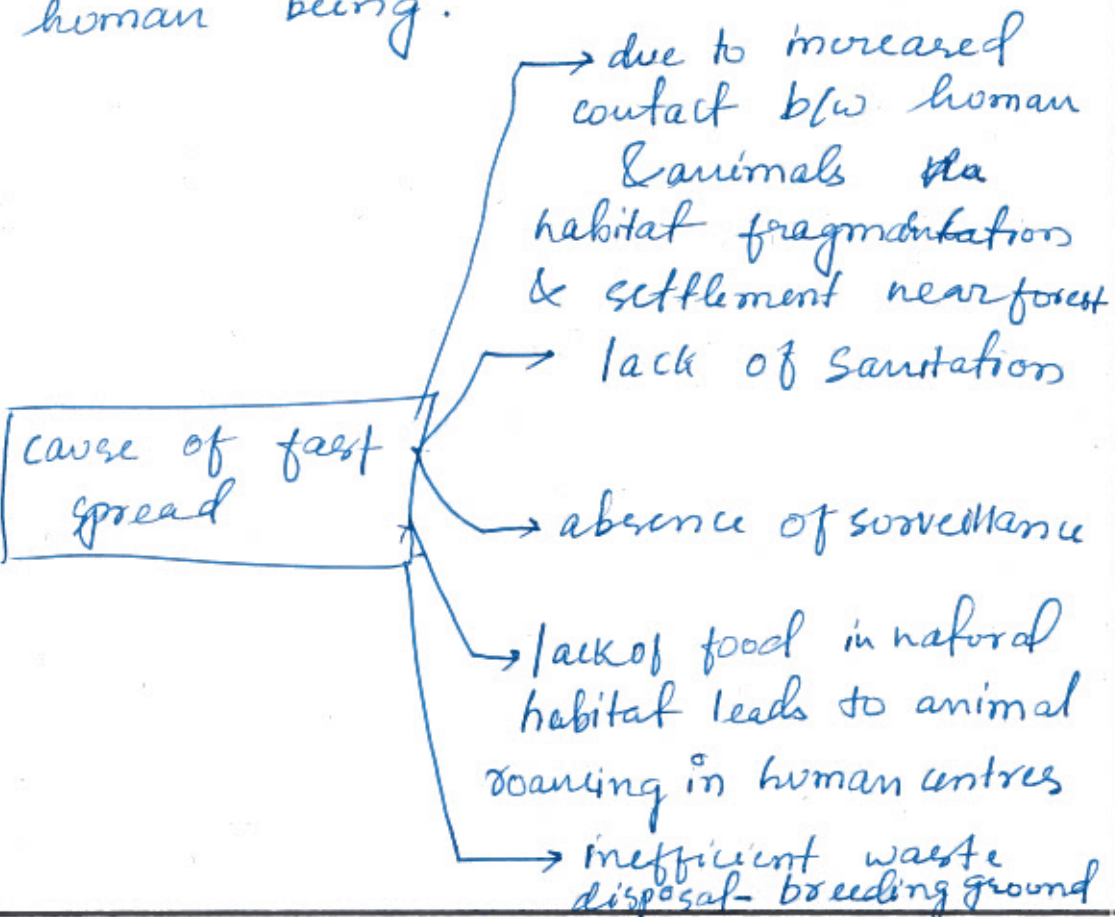 human being.
→ due to increased
contact b/w human
& animals
habitat fragmentation
& settlement near forest
→ lack of sanitation
cause of fast
spread
→ absence of surveillance
→ lack of food in natural
habitat leads to animal
roaming in human centres
→ inefficient waste
disposal - breeding ground